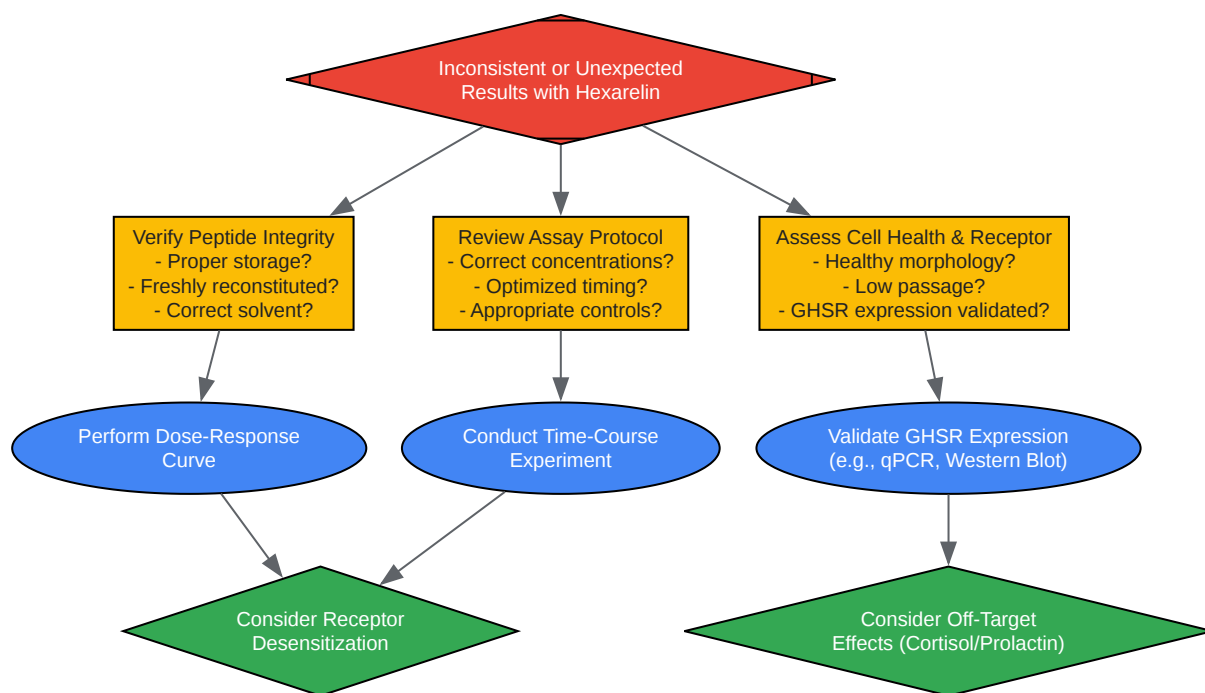 Inconsistent or Unexpected
Results with Hexarelin
Verify Peptide Integrity
- Proper storage?
- Freshly reconstituted?
- Correct solvent?
Review Assay Protocol
- Correct concentrations?
- Optimized timing?
- Appropriate controls?
Assess Cell Health & Receptor
- Healthy morphology?
- Low passage?
- GHSR expression validated?
Perform Dose-Response
Curve
Conduct Time-Course
Experiment
Validate GHSR Expression
(e.g., qPCR, Western Blot)
Consider Receptor
Desensitization
Consider Off-Target
Effects (Cortisol/Prolactin)